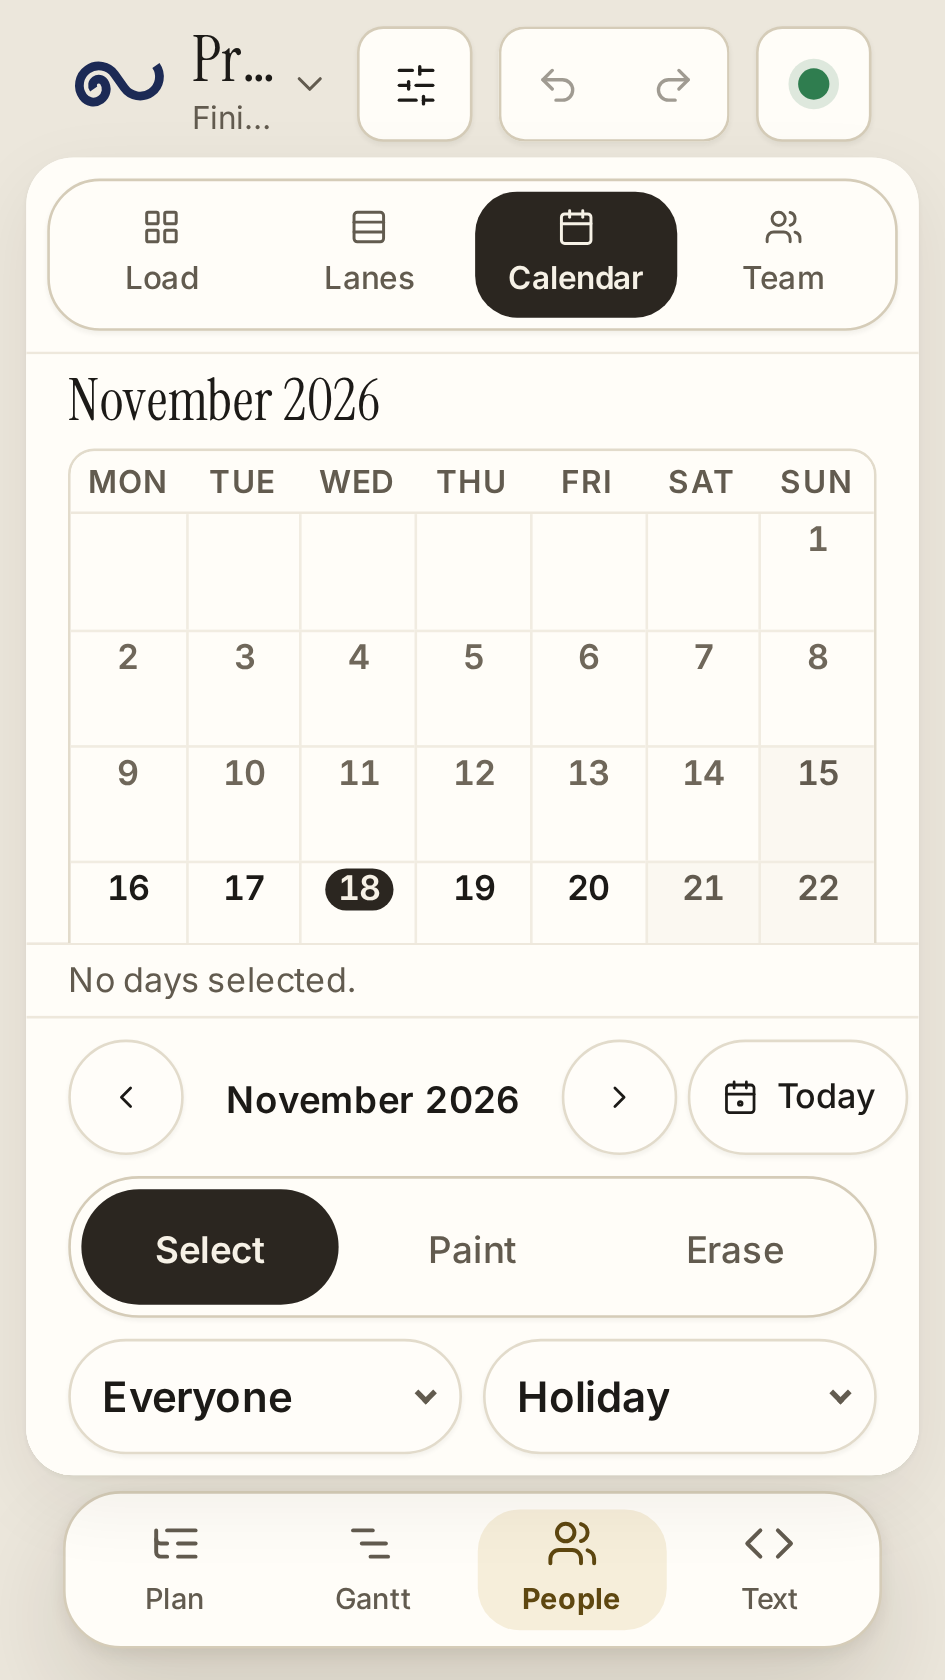 Pr...
Fini...
Load Lanes Calendar Team
November 2026
MON TUE WED THU FRI SAT SUN
1
2 3 4 5 6 7 8
9 10 11 12 13 14 15
16 17 18 19 20 21 22
No days selected.
November 2026 Today
Select Paint Erase
Everyone Holiday
Plan Gantt People Text